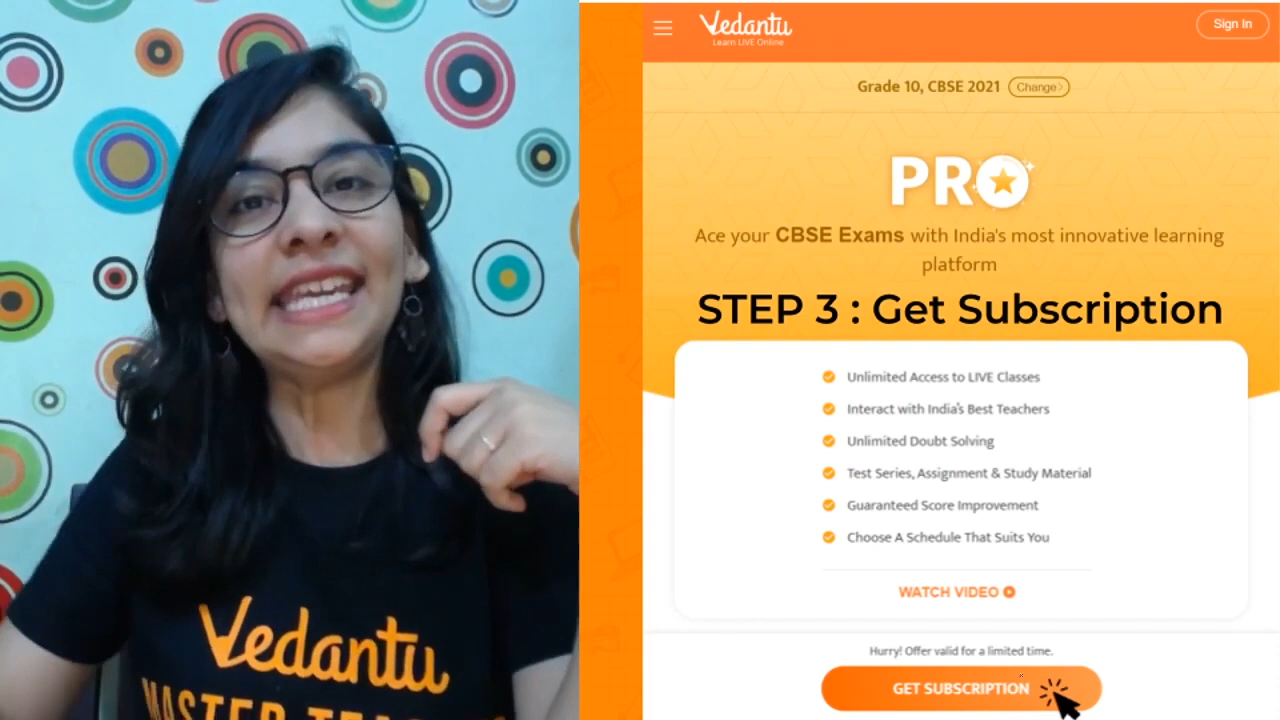 Vedantu
MASTER TEACHER
Vedantu
Learn LIVE Online
Sign in
Grade 10, CBSE 2021
Change
PRO
Ace your CBSE Exams with India's most innovative learning
platform
STEP 3 : Get Subscription
Unlimited Access to LIVE Classes
Interact with India's Best Teachers
Unlimited Doubt Solving
Test Series, Assignment & Study Material
Guaranteed Score Improvement
Choose A Schedule That Suits You
WATCH VIDEO
Hurry! Offer valid for a limited time.
GET SUBSCRIPTION